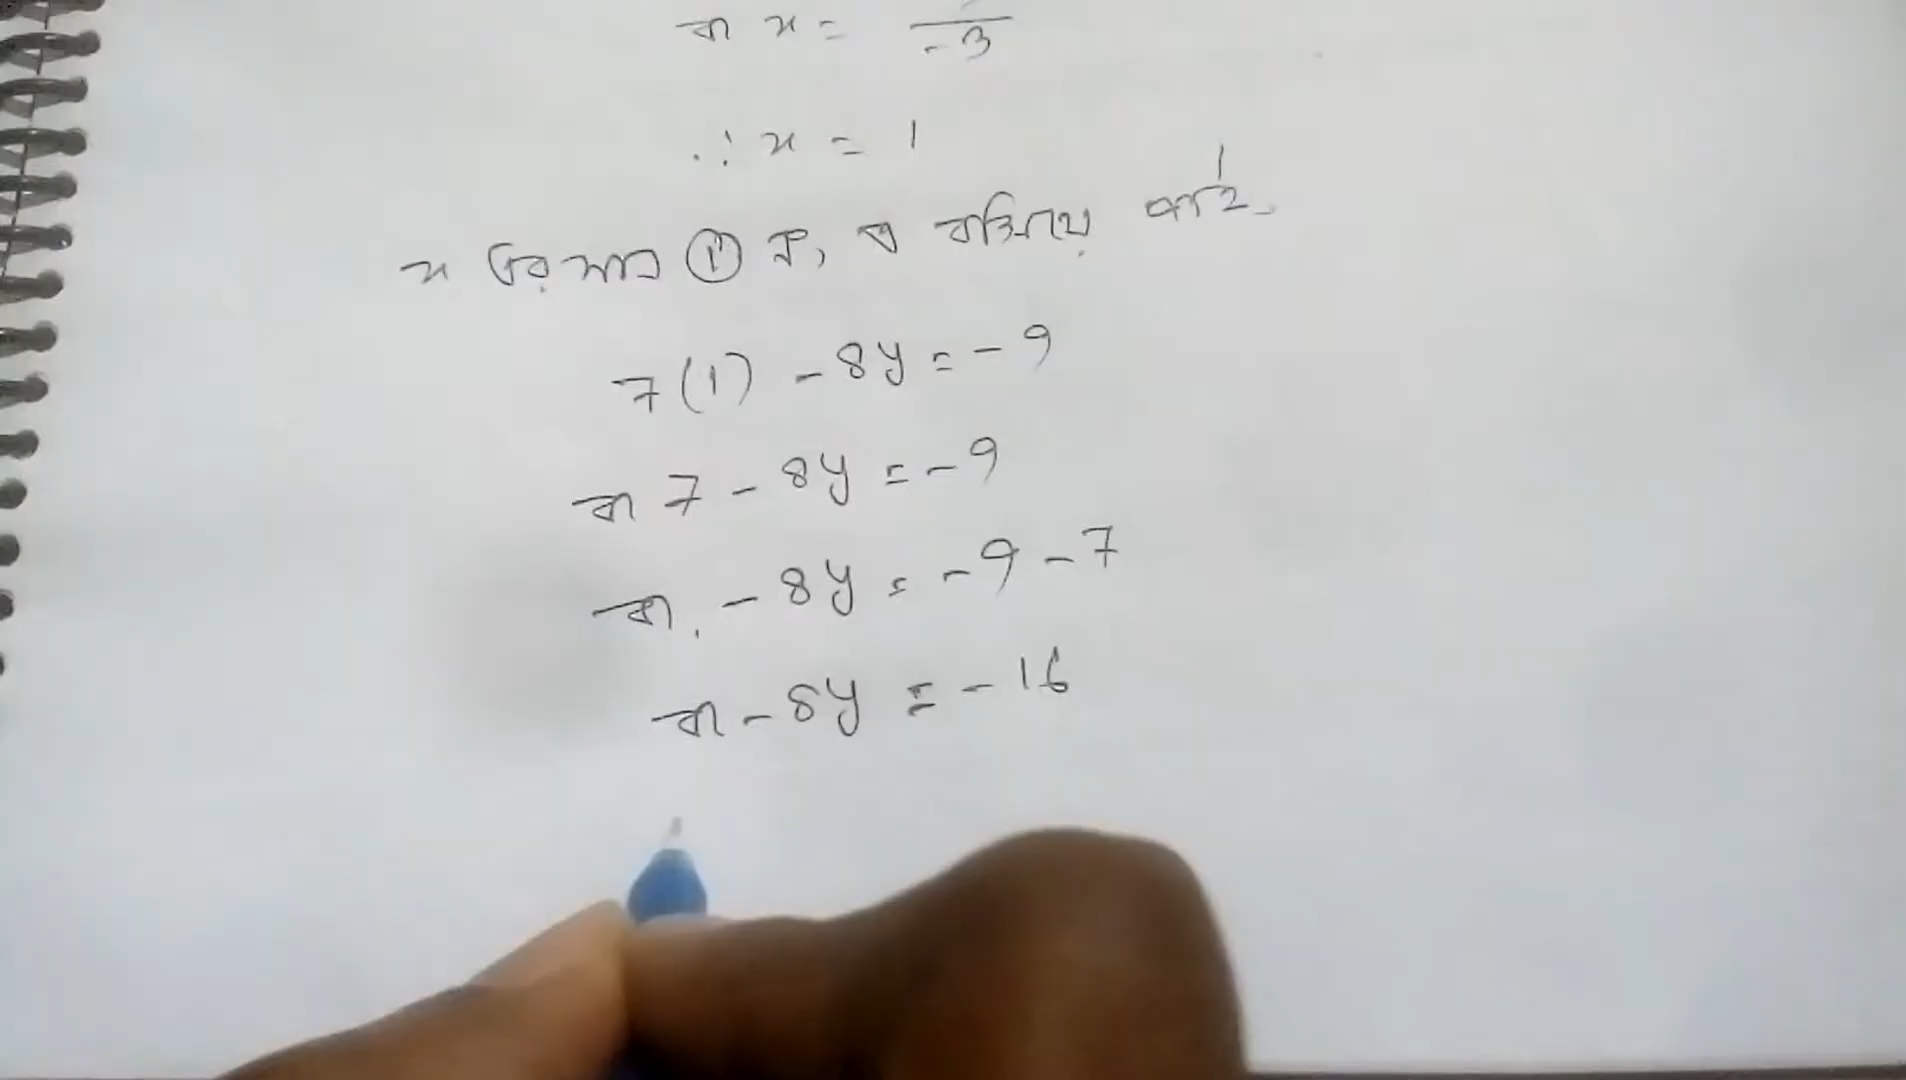 বা x = /-3
∴ x = 1
x এর মান ① নং, এ বসিয়ে পাই
7(1) - 8y = -9
বা 7 - 8y = -9
বা, -8y = -9-7
বা -8y = -16